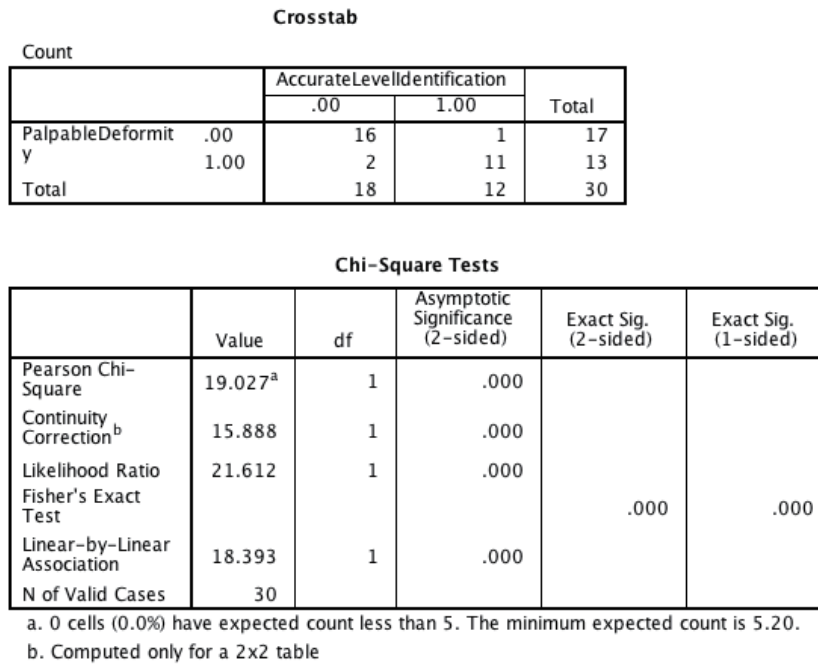 Crosstab
Count
AccurateLevelIdentification
.00 1.00 Total
PalpableDeformit
y .00 16 1 17
1.00 2 11 13
Total 18 12 30
Chi-Square Tests
Value df Asymptotic Significance (2-sided) Exact Sig. (2-sided) Exact Sig. (1-sided)
Pearson Chi-
Square 19.027a 1 .000
Continuity
Correctionb 15.888 1 .000
Likelihood Ratio 21.612 1 .000
Fisher's Exact
Test .000 .000
Linear-by-Linear
Association 18.393 1 .000
N of Valid Cases 30
a. 0 cells (0.0%) have expected count less than 5. The minimum expected count is 5.20.
b. Computed only for a 2x2 table